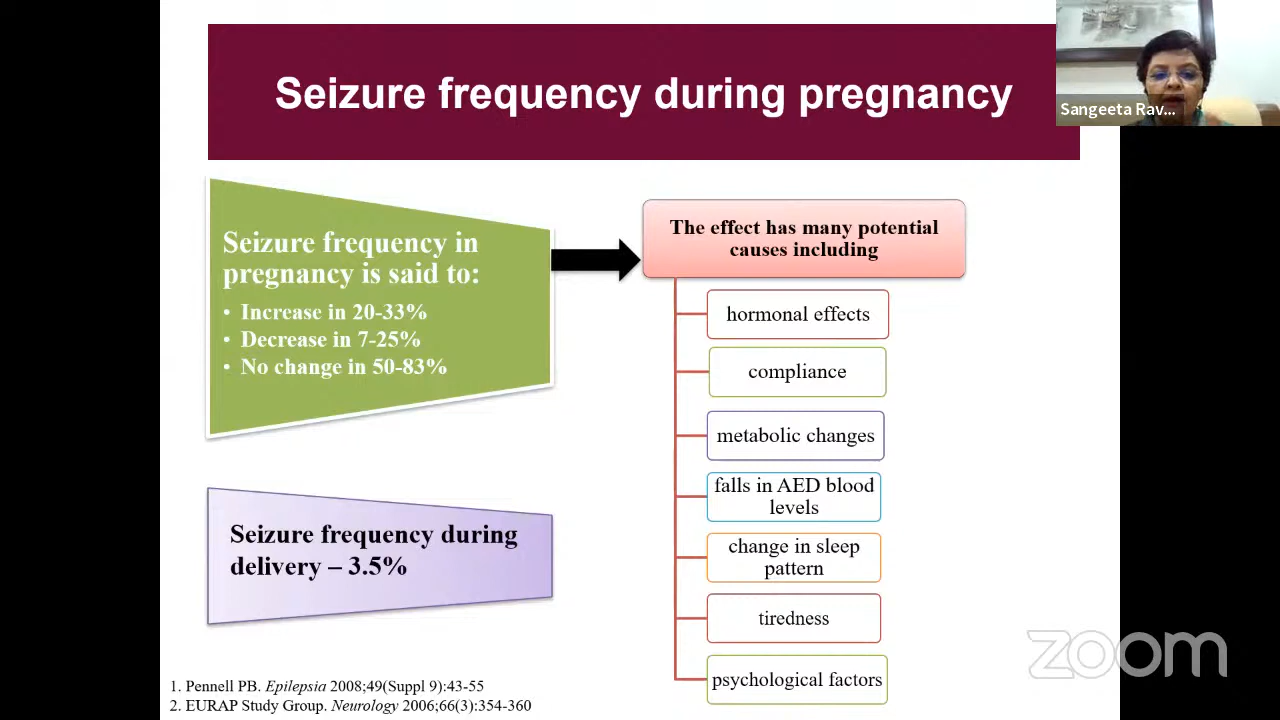 Seizure frequency during pregnancy
Sangeeta Rav...
Seizure frequency in
pregnancy is said to:
• Increase in 20-33%
• Decrease in 7-25%
• No change in 50-83%
The effect has many potential
causes including
hormonal effects
compliance
metabolic changes
falls in AED blood
levels
change in sleep
pattern
tiredness
psychological factors
Seizure frequency during
delivery – 3.5%
1. Pennell PB. Epilepsia 2008;49(Suppl 9):43-55
2. EURAP Study Group. Neurology 2006;66(3):354-360
zoom